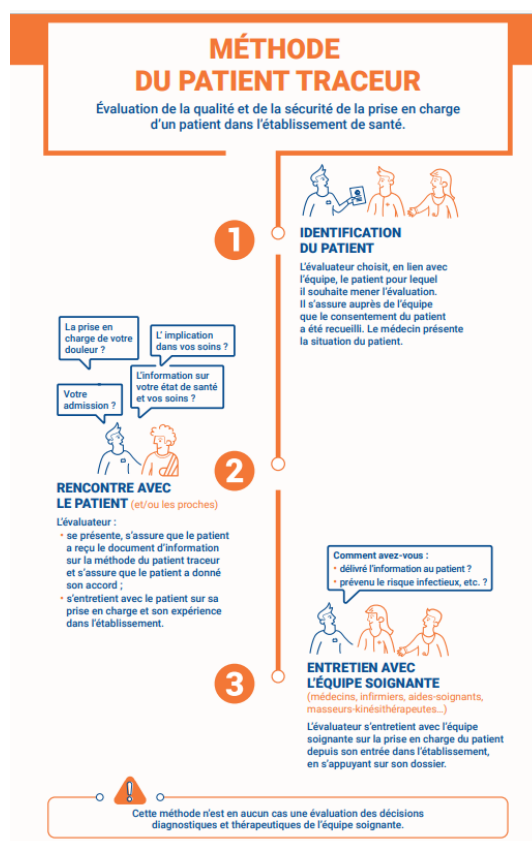 MÉTHODE
DU PATIENT TRACEUR
Évaluation de la qualité et de la sécurité de la prise en charge
d'un patient dans l'établissement de santé.
1
IDENTIFICATION
DU PATIENT
L'évaluateur choisit, en lien avec
l'équipe, le patient pour lequel
il souhaite mener l'évaluation.
Il s'assure auprès de l'équipe
que le consentement du patient
a été recueilli. Le médecin présente
la situation du patient.
La prise en
charge de votre
douleur ?
L' implication
dans vos soins ?
Votre
admission ?
L'information sur
votre état de santé
et vos soins ?
2
RENCONTRE AVEC
LE PATIENT (et/ou les proches)
L'évaluateur :
• se présente, s'assure que le patient
a reçu le document d'information
sur la méthode du patient traceur
et s'assure que le patient a donné
son accord ;
• s'entretient avec le patient sur sa
prise en charge et son expérience
dans l'établissement.
Comment avez-vous :
• délivré l'information au patient ?
• prévenu le risque infectieux, etc. ?
3
ENTRETIEN AVEC
L'ÉQUIPE SOIGNANTE
(médecins, infirmiers, aides-soignants,
masseurs-kinésithérapeutes…)
L'évaluateur s'entretient avec l'équipe
soignante sur la prise en charge du patient
depuis son entrée dans l'établissement,
en s'appuyant sur son dossier.
!
Cette méthode n'est en aucun cas une évaluation des décisions
diagnostiques et thérapeutiques de l'équipe soignante.